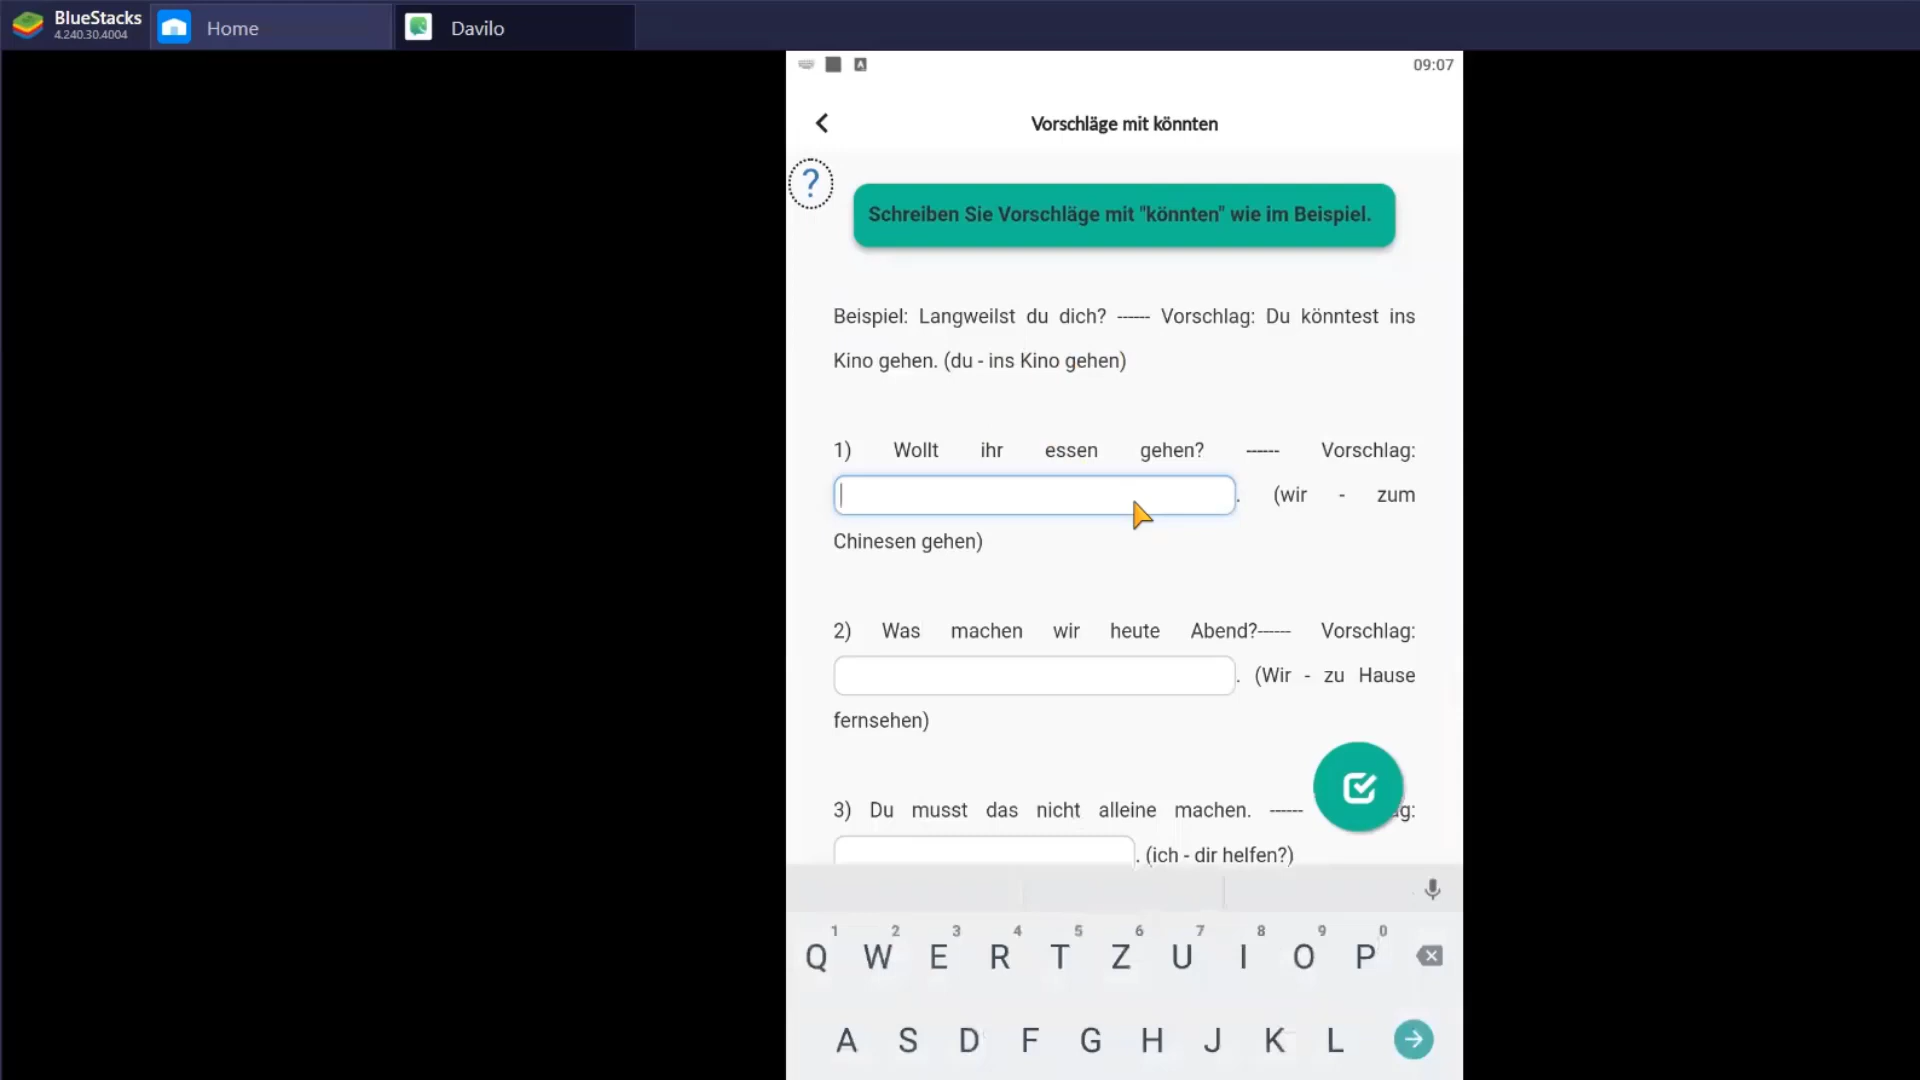 BlueStacks
4.240.30.4004
Home
Davilo
A
09:07
Vorschläge mit könnten
?
Schreiben Sie Vorschläge mit "könnten" wie im Beispiel.
Beispiel: Langweilst du dich? ------ Vorschlag: Du könntest ins
Kino gehen. (du - ins Kino gehen)
1) Wollt ihr essen gehen? ------ Vorschlag:
. (wir - zum
Chinesen gehen)
2) Was machen wir heute Abend?------ Vorschlag:
. (Wir - zu Hause
fernsehen)
3) Du musst das nicht alleine machen. ------ g:
. (ich - dir helfen?)
1 2 3 4 5 6 7 8 9 0
Q W E R T Z U I O P
A S D F G H J K L